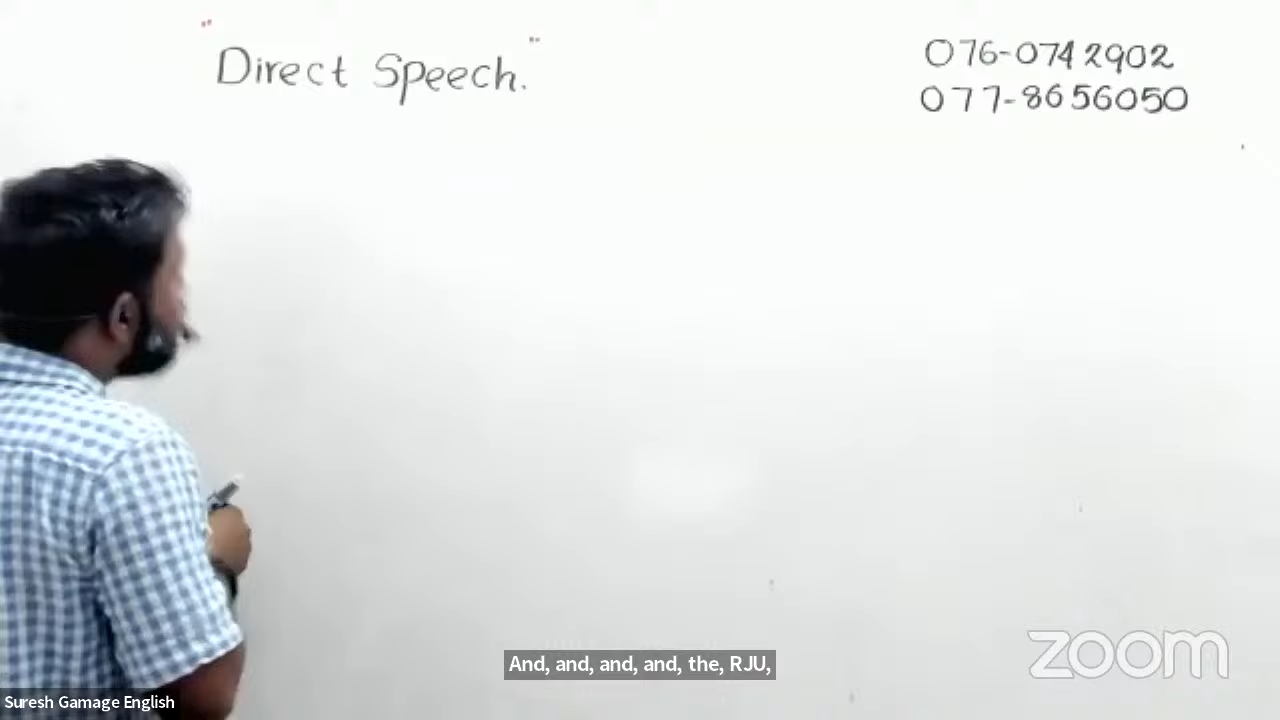 "Direct Speech."
076-0742902
077-8656050
And, and, and, and, the, RJU,
zoom
Suresh Gamage English